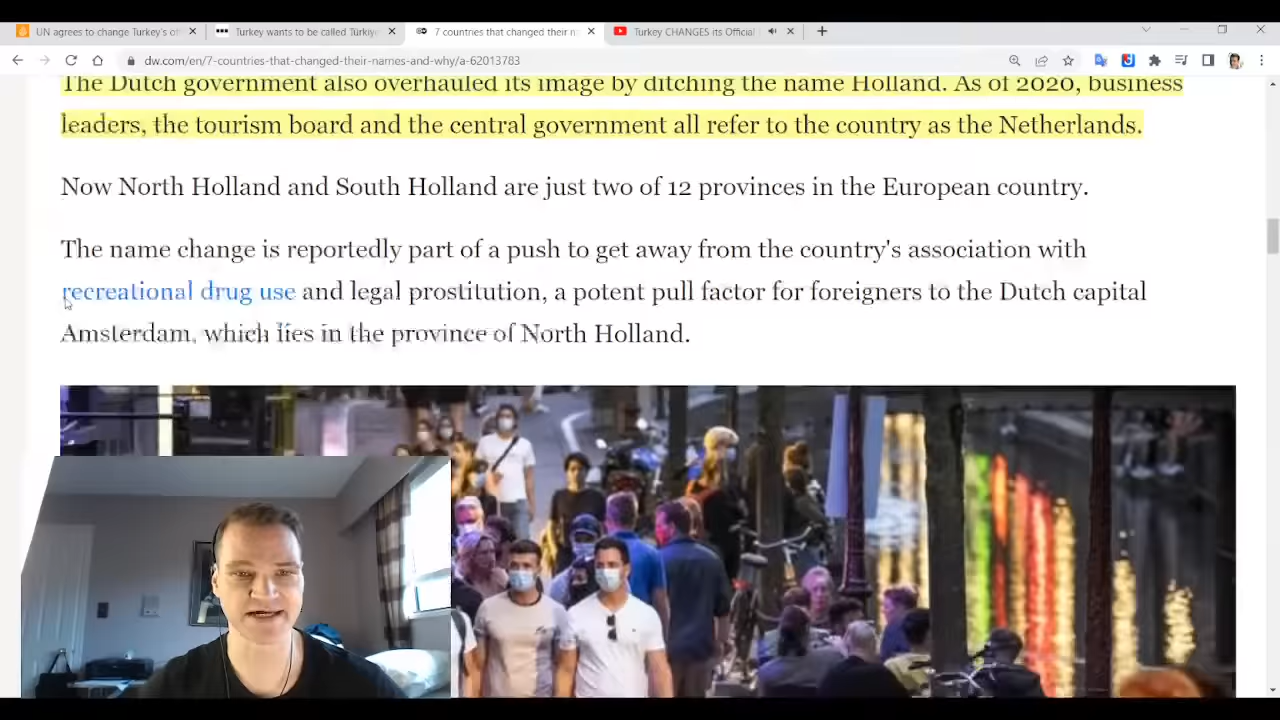 UN agrees to change Turkey's of
Turkey wants to be called Türkiy
7 countries that changed their n
Turkey CHANGES its Official
dw.com/en/7-countries-that-changed-their-names-and-why/a-62013783
The Dutch government also overhauled its image by ditching the name Holland. As of 2020, business
leaders, the tourism board and the central government all refer to the country as the Netherlands.
Now North Holland and South Holland are just two of 12 provinces in the European country.
The name change is reportedly part of a push to get away from the country's association with
recreational drug use and legal prostitution, a potent pull factor for foreigners to the Dutch capital
Amsterdam, which lies in the province of North Holland.